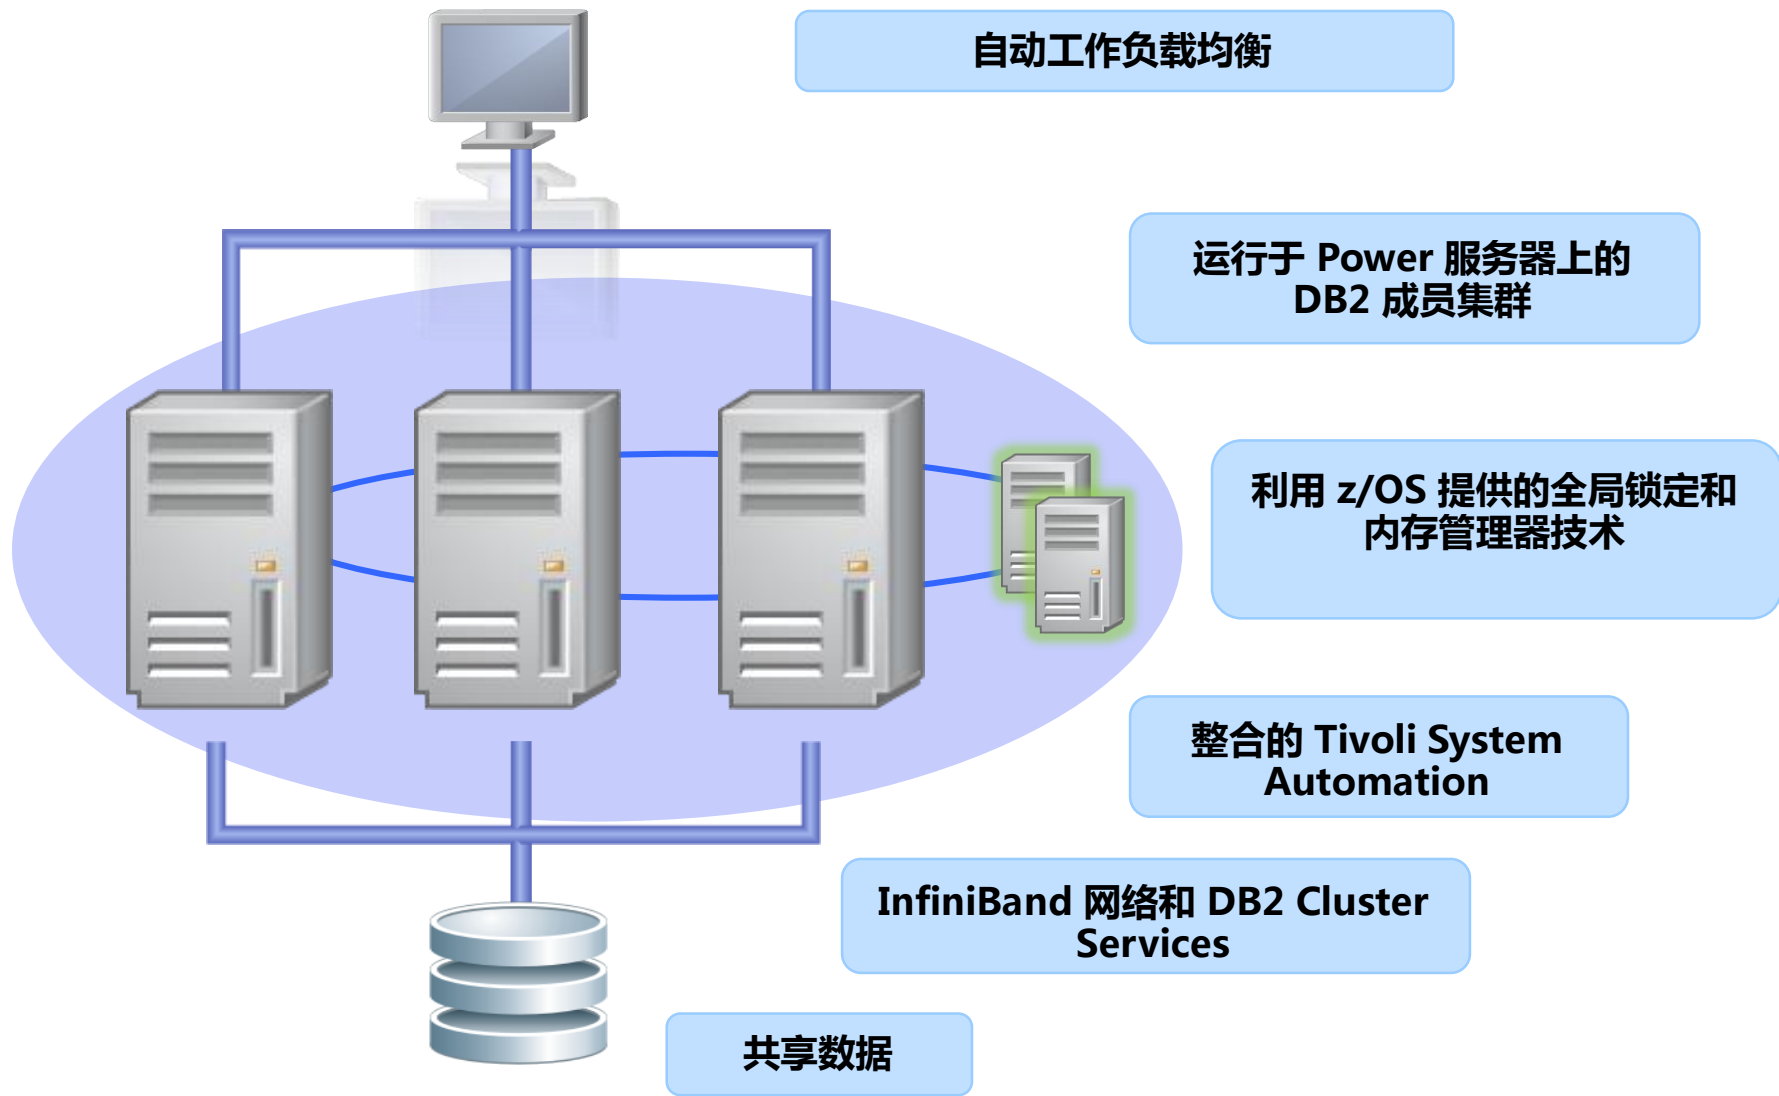 自动工作负载均衡
运行于 Power 服务器上的
DB2 成员集群
利用 z/OS 提供的全局锁定和
内存管理器技术
整合的 Tivoli System
Automation
InfiniBand 网络和 DB2 Cluster
Services
共享数据